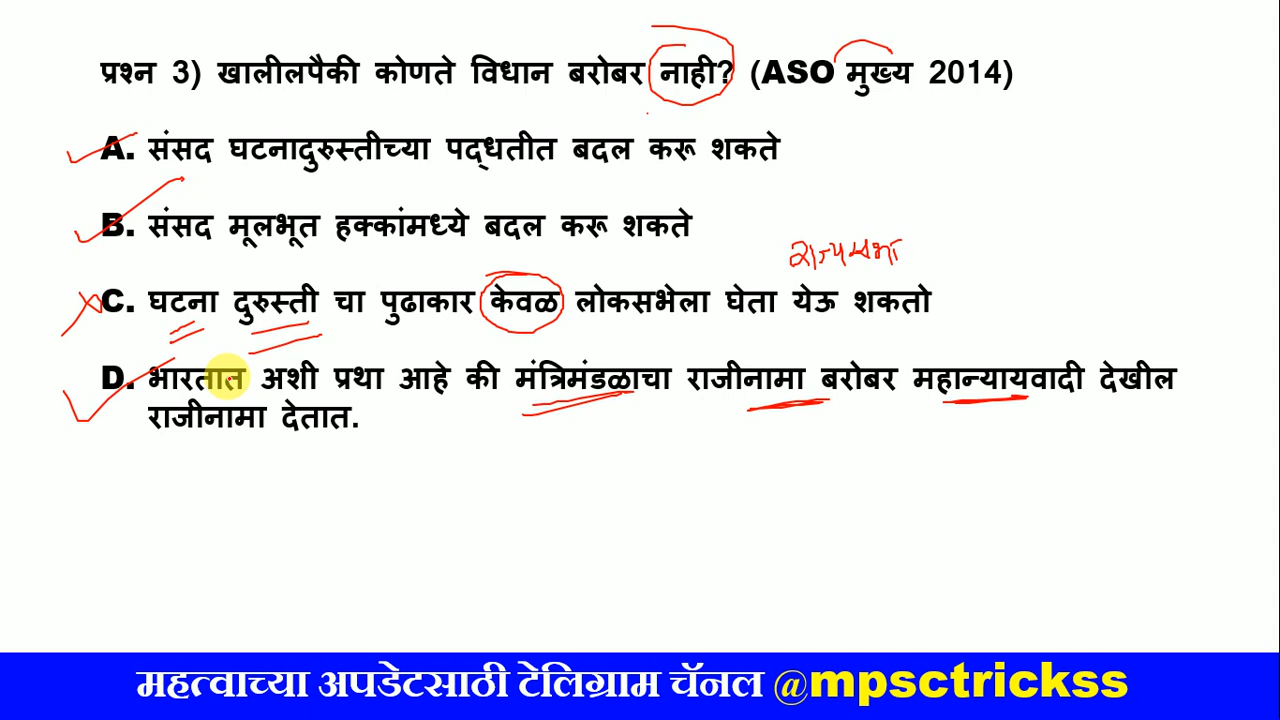 प्रश्न 3) खालीलपैकी कोणते विधान बरोबर नाही? (ASO मुख्य 2014)
A. संसद घटनादुरुस्तीच्या पद्धतीत बदल करू शकते
B. संसद मूलभूत हक्कांमध्ये बदल करू शकते
राज्यसभा
C. घटना दुरुस्ती चा पुढाकार केवळ लोकसभेला घेता येऊ शकतो
D. भारतात अशी प्रथा आहे की मंत्रिमंडळाचा राजीनामा बरोबर महान्यायवादी देखील
राजीनामा देतात.
महत्वाच्या अपडेटसाठी टेलिग्राम चॅनल @mpsctrickss